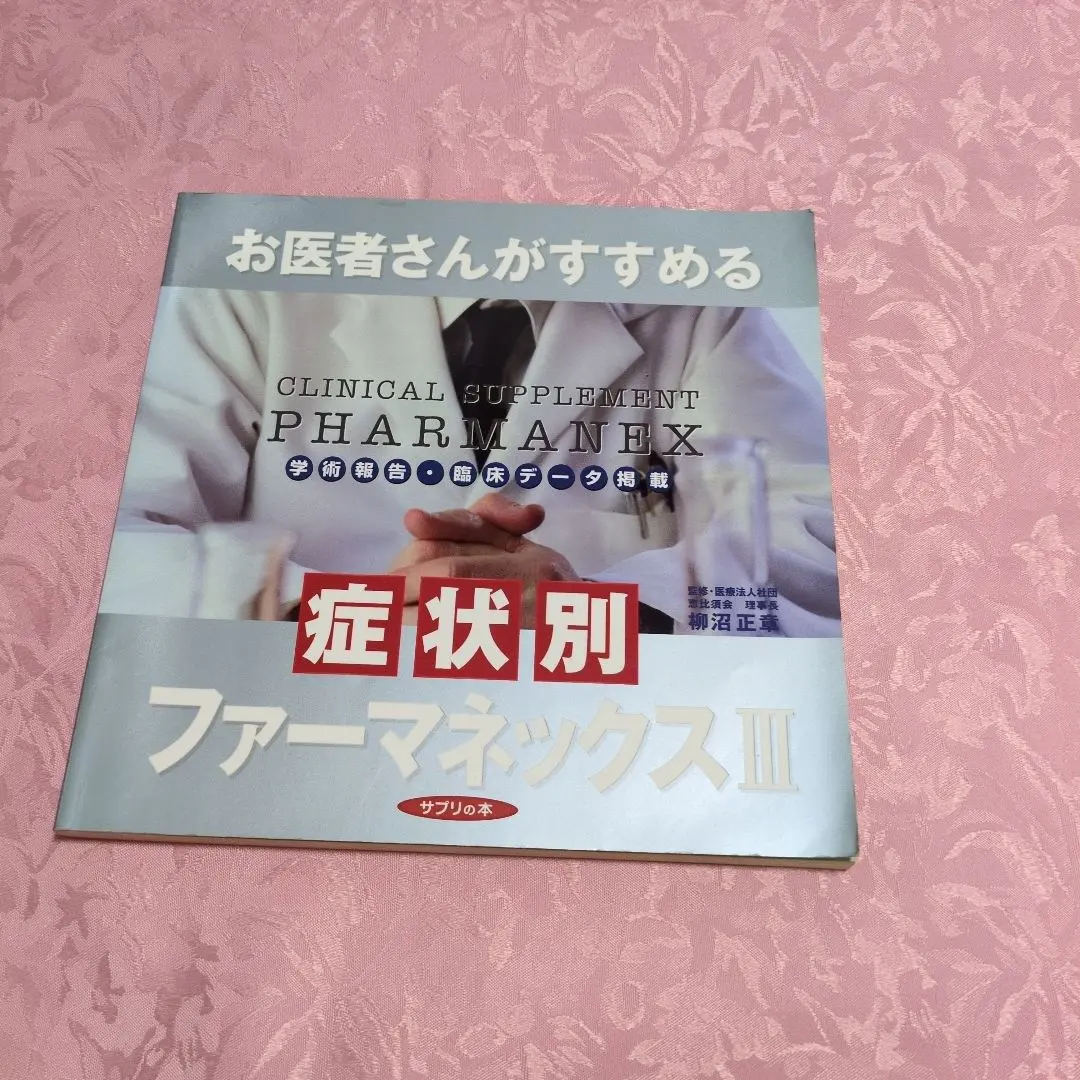 お医者さんがすすめる
CLINICAL SUPPLEMENT
PHARMANEX
学術報告・臨床データ掲載
監修・医療法人社団
恵比須会 理事長
柳沼正章
症状別
ファーマネックスⅢ
サプリの本